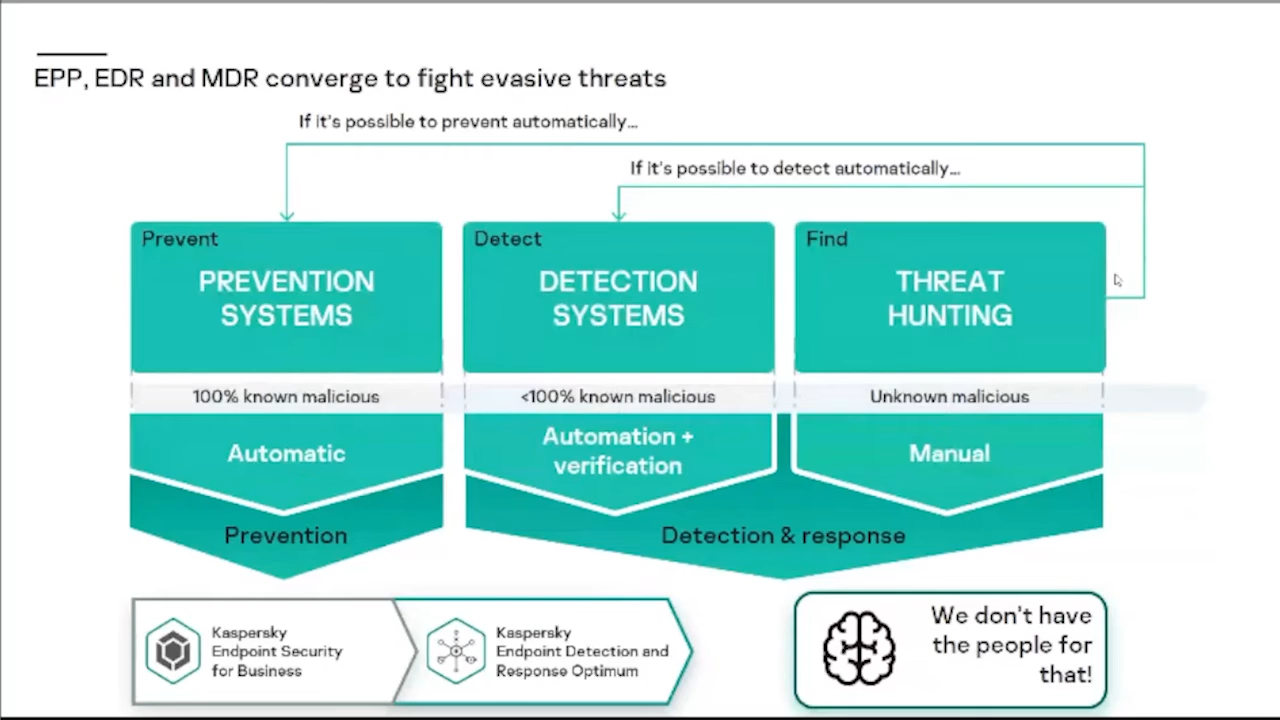 EPP, EDR and MDR converge to fight evasive threats
If it's possible to prevent automatically...
If it's possible to detect automatically...
Prevent
PREVENTION
SYSTEMS
Detect
DETECTION
SYSTEMS
Find
THREAT
HUNTING
100% known malicious
<100% known malicious
Unknown malicious
Automatic
Automation +
verification
Manual
Prevention
Detection & response
Kaspersky
Endpoint Security
for Business
Kaspersky
Endpoint Detection and
Response Optimum
We don't have
the people for
that!